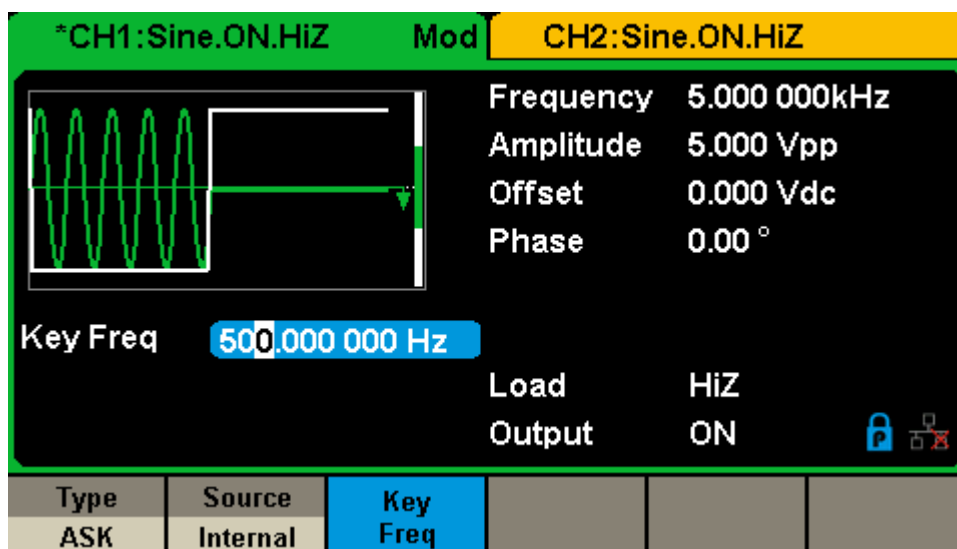 *CH1:Sine.ON.HiZ Mod CH2:Sine.ON.HiZ
Frequency 5.000 000kHz
Amplitude 5.000 Vpp
Offset 0.000 Vdc
Phase 0.00 °
Key Freq 500.000 000 Hz
Load HiZ
Output ON
P
Type Source Key
ASK Internal Freq